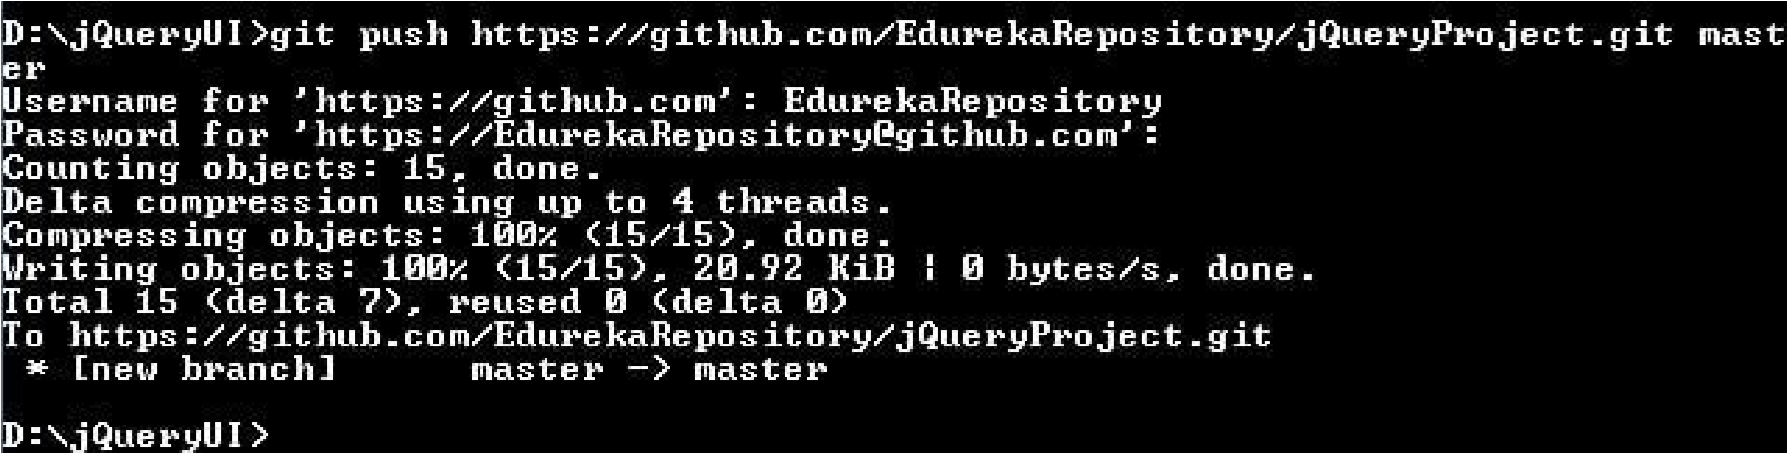 D:\jQueryUI>git push https://github.com/EdurekaRepository/jQueryProject.git mast
er
Username for 'https://github.com': EdurekaRepository
Password for 'https://EdurekaRepository@github.com':
Counting objects: 15, done.
Delta compression using up to 4 threads.
Compressing objects: 100% (15/15), done.
Writing objects: 100% (15/15), 20.92 KiB | 0 bytes/s, done.
Total 15 (delta 7), reused 0 (delta 0)
To https://github.com/EdurekaRepository/jQueryProject.git
 * [new branch]      master -> master
D:\jQueryUI>